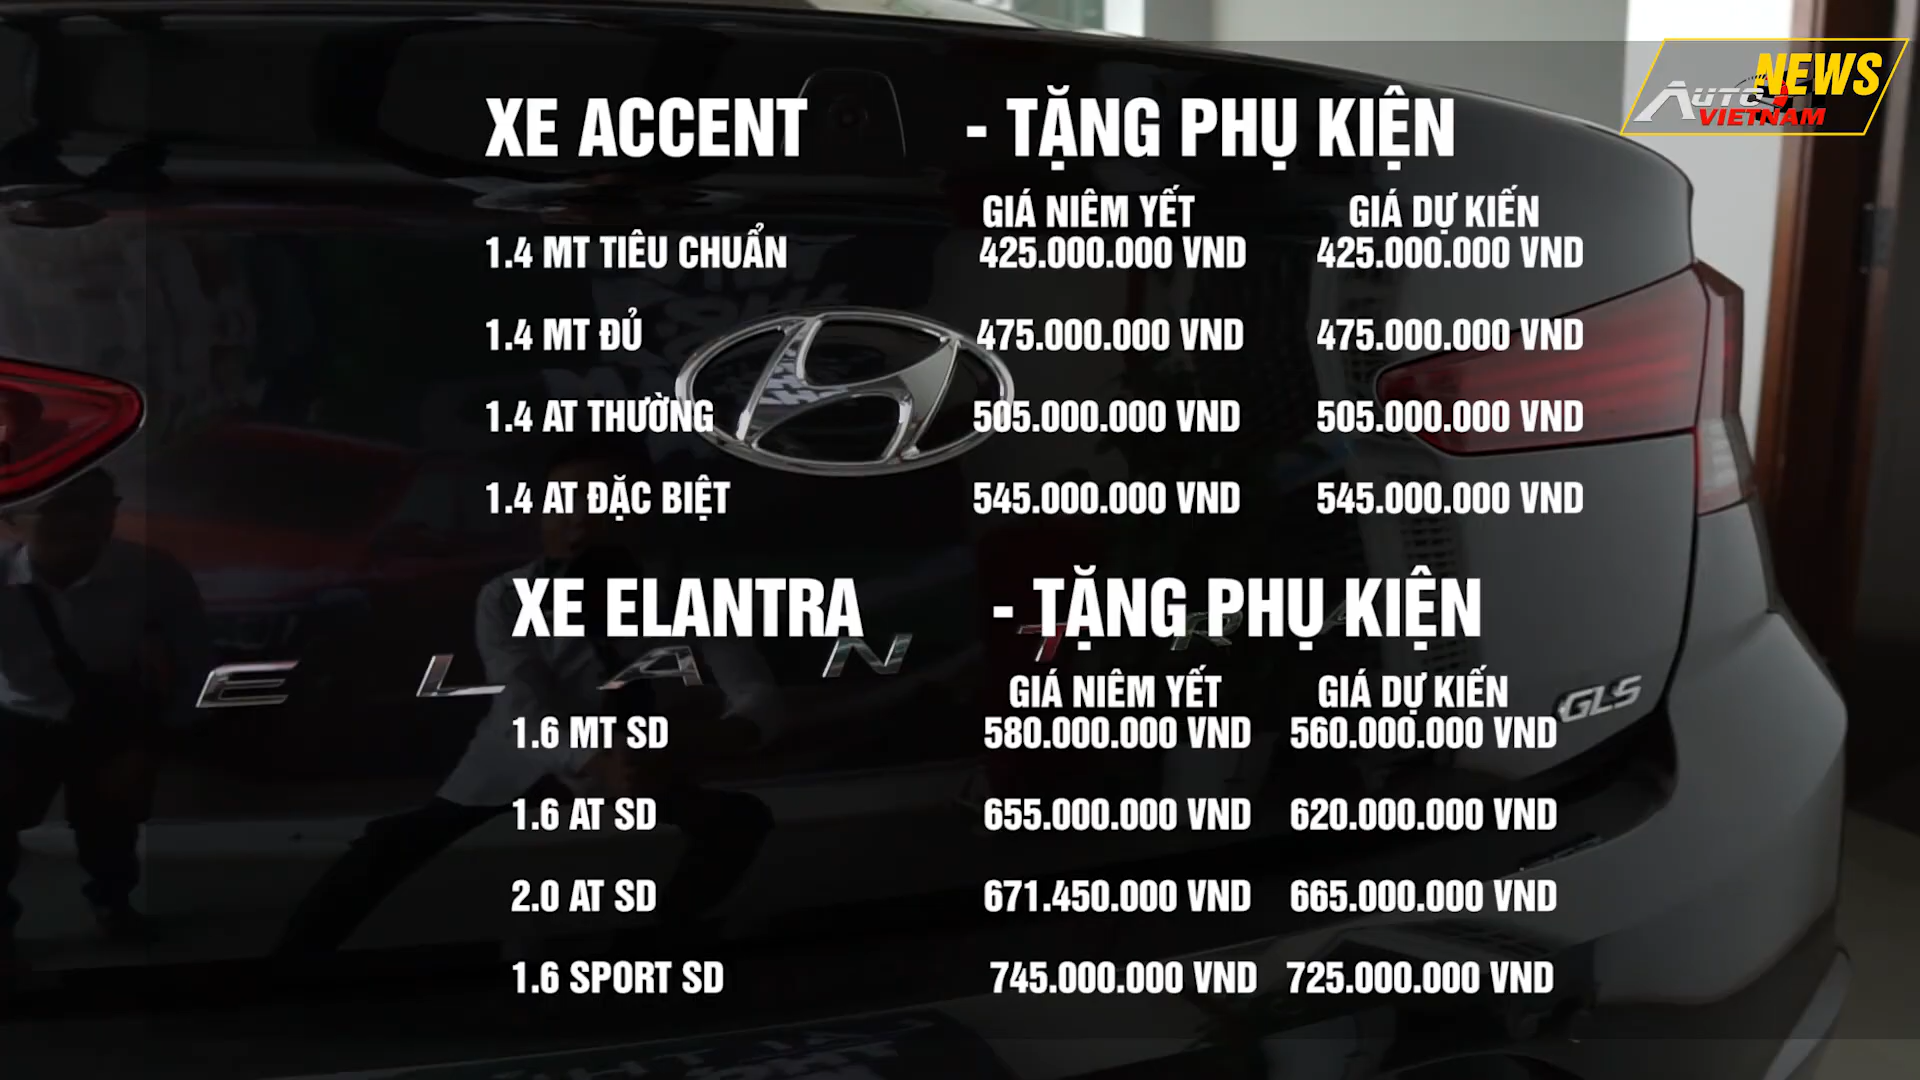 NEWS
AUTO
VIETNAM
XE ACCENT - TẶNG PHỤ KIỆN
GIÁ NIÊM YẾT GIÁ DỰ KIẾN
1.4 MT TIÊU CHUẨN 425.000.000 VND 425.000.000 VND
1.4 MT ĐỦ 475.000.000 VND 475.000.000 VND
1.4 AT THƯỜNG 505.000.000 VND 505.000.000 VND
1.4 AT ĐẶC BIỆT 545.000.000 VND 545.000.000 VND
XE ELANTRA - TẶNG PHỤ KIỆN
ELANTRA
GIÁ NIÊM YẾT GIÁ DỰ KIẾN
GLS
1.6 MT SD 580.000.000 VND 560.000.000 VND
1.6 AT SD 655.000.000 VND 620.000.000 VND
2.0 AT SD 671.450.000 VND 665.000.000 VND
1.6 SPORT SD 745.000.000 VND 725.000.000 VND